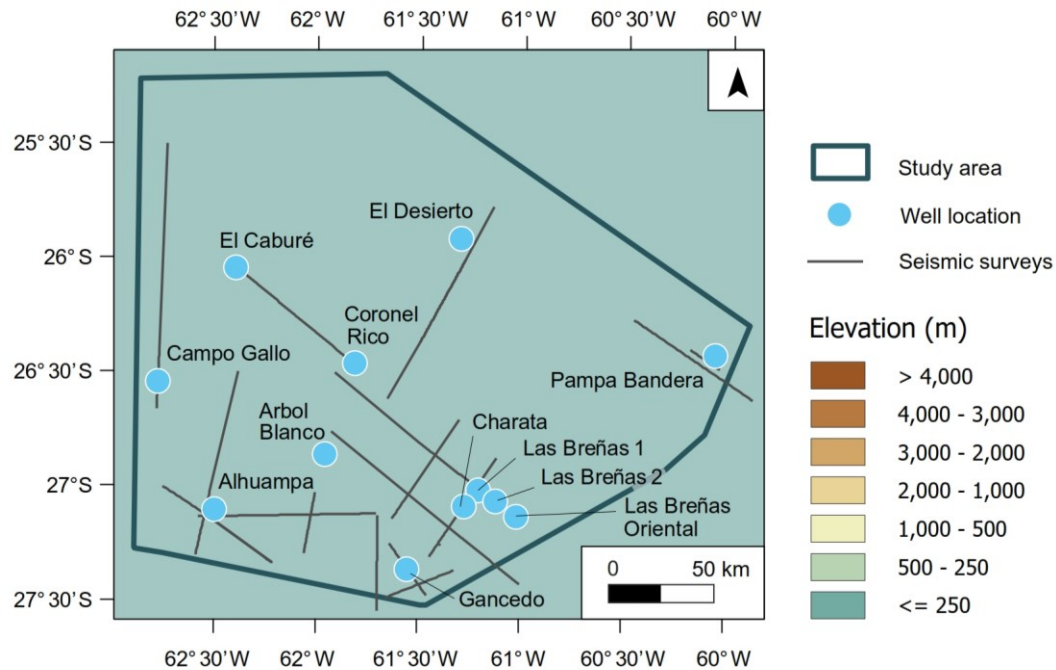 62° 30'W 62° W 61° 30'W 61° W 60° 30'W 60° W
25° 30'S
26° S
26° 30'S
27° S
27° 30'S
El Desierto
El Caburé
Coronel
Rico
Campo Gallo
Pampa Bandera
Arbol
Blanco
Charata
Las Breñas 1
Las Breñas 2
Alhuampa
Las Breñas
Oriental
Gancedo
0 50 km
62° 30'W 62° W 61° 30'W 61° W 60° 30'W 60° W
Study area
Well location
Seismic surveys
Elevation (m)
> 4,000
4,000 - 3,000
3,000 - 2,000
2,000 - 1,000
1,000 - 500
500 - 250
<= 250